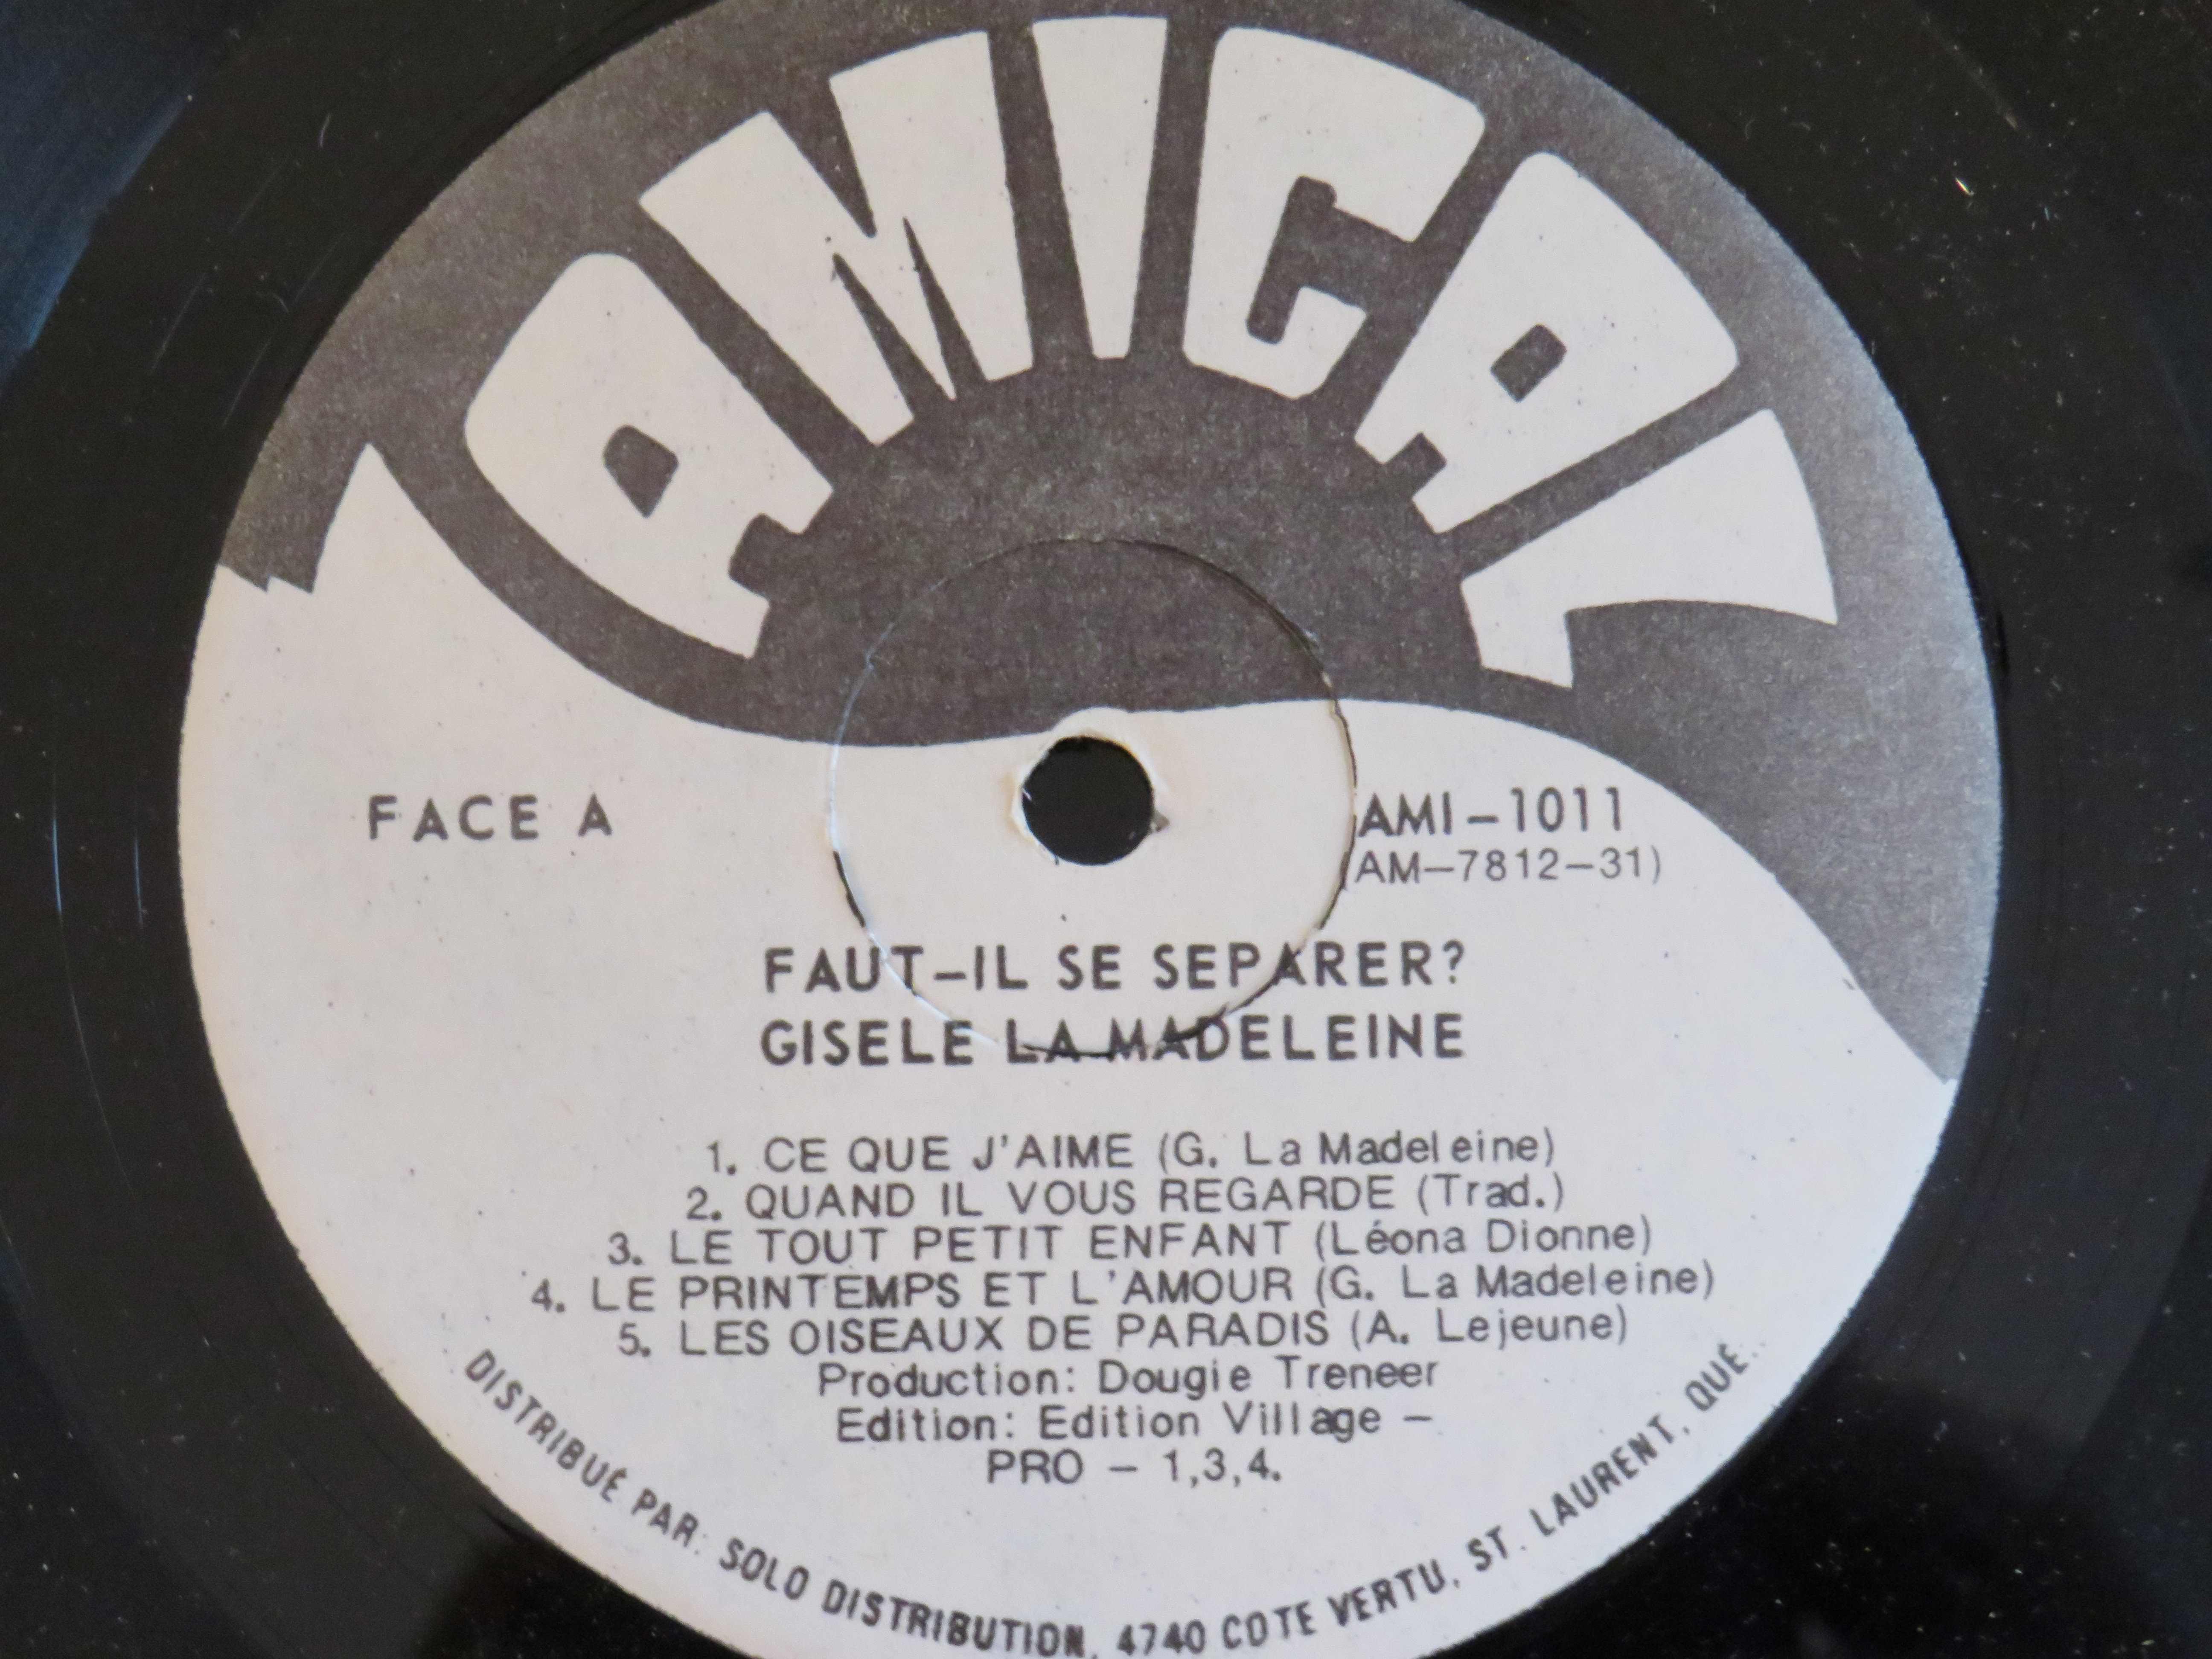 AMICAL
FACE A
AMI-1011
(AM-7812-31)
FAUT-IL SE SEPARER?
GISELE LA MADELEINE
1. CE QUE J'AIME (G. La Madeleine)
2. QUAND IL VOUS REGARDE (Trad.)
3. LE TOUT PETIT ENFANT (Léona Dionne)
4. LE PRINTEMPS ET L'AMOUR (G. La Madeleine)
5. LES OISEAUX DE PARADIS (A. Lejeune)
Production: Dougie Treneer
Edition: Edition Village -
PRO - 1,3,4.
DISTRIBUÉ PAR: SOLO DISTRIBUTION, 4740 COTE VERTU, ST. LAURENT, QUÉ.